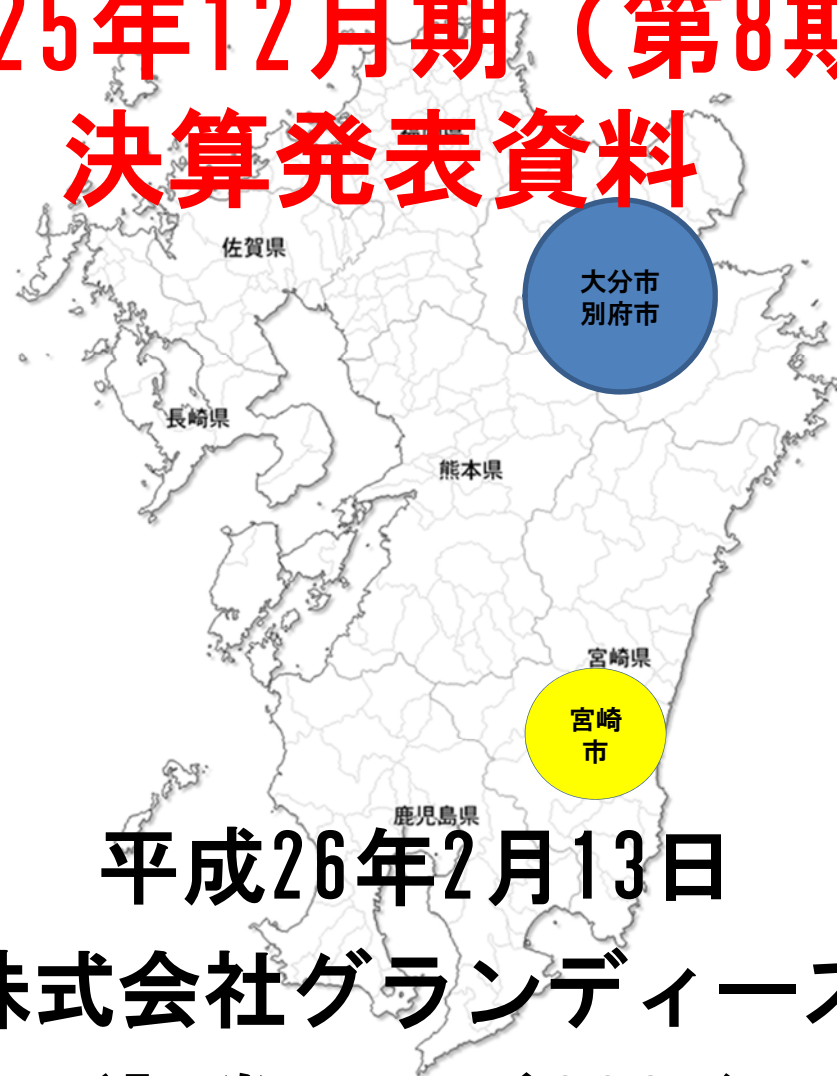 25年12月期（第8期
決算発表資料
佐賀県
大分市
別府市
長崎県
熊本県
宮崎県
宮崎
市
鹿児島県
平成26年2月13日
株式会社グランディーズ